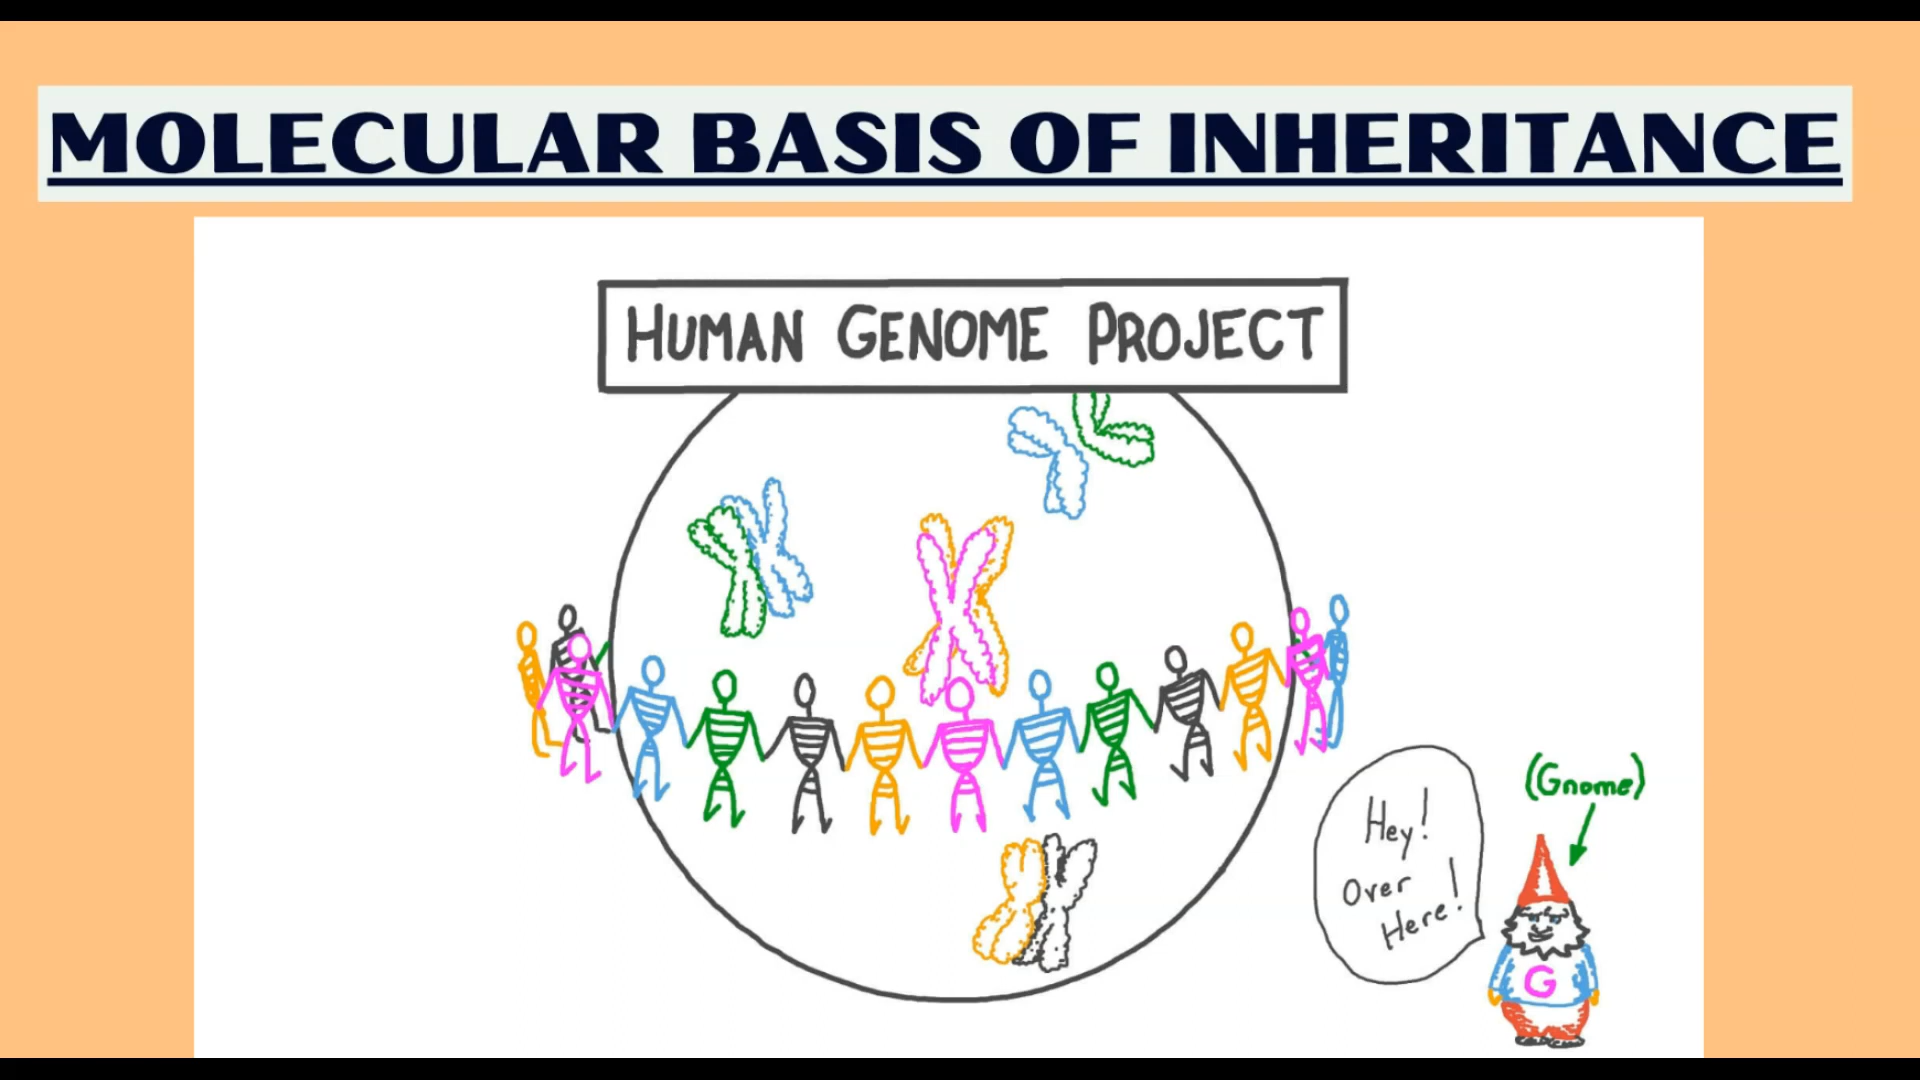 MOLECULAR BASIS OF INHERITANCE
HUMAN GENOME PROJECT
(Gnome)
Hey!
Over
Here!
G